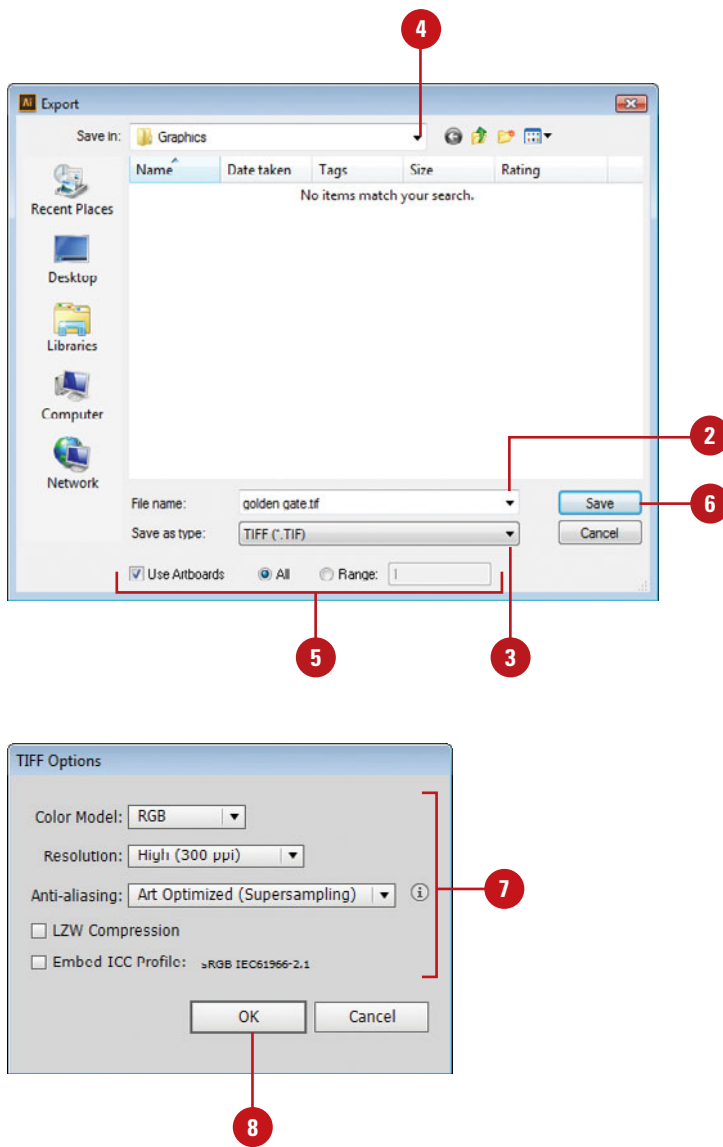 4
Ai Export
Save in: Graphics
Name Date taken Tags Size Rating
No items match your search.
Recent Places
Desktop
Libraries
Computer
Network
2
File name: golden gate.tif Save 6
Save as type: TIFF (*.TIF) Cancel
Use Artboards All Range: 1
5 3
TIFF Options
Color Model: RGB
Resolution: High (300 ppi)
Anti-aliasing: Art Optimized (Supersampling) i 7
LZW Compression
Embed ICC Profile: sRGB IEC61966-2.1
OK Cancel
8